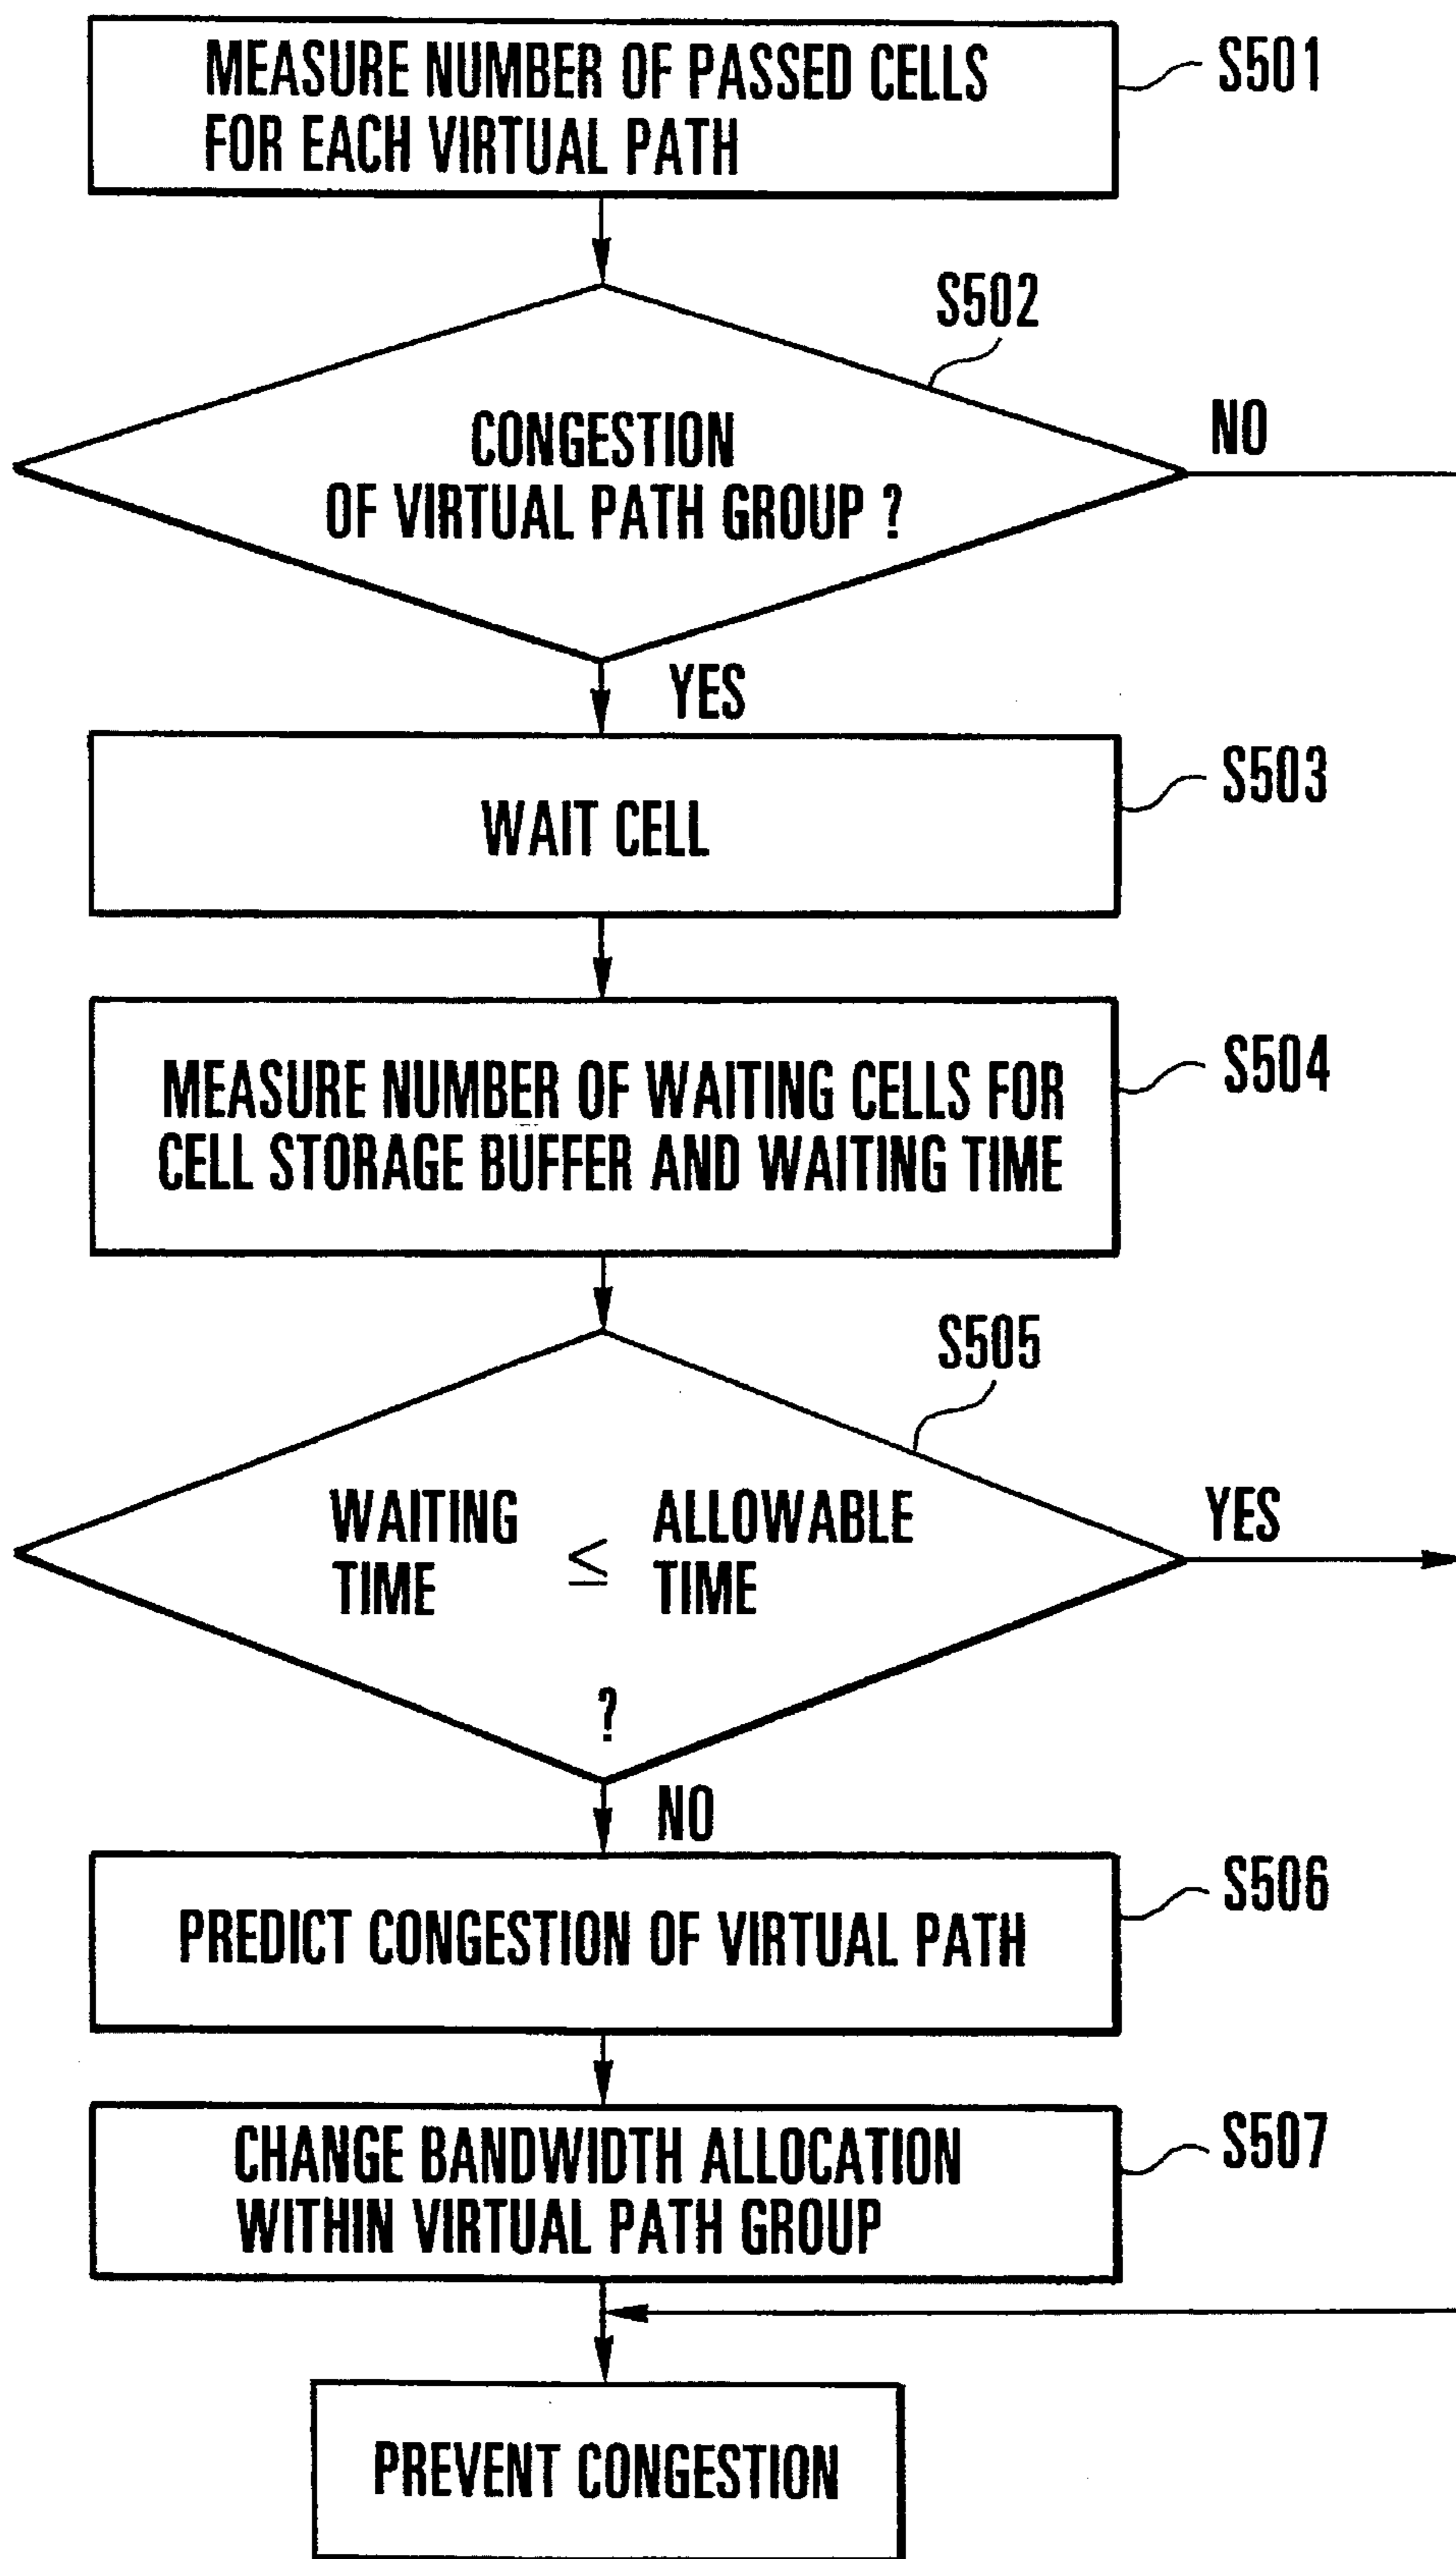 MEASURE NUMBER OF PASSED CELLS
FOR EACH VIRTUAL PATH
S501
S502
CONGESTION
OF VIRTUAL PATH GROUP ?
NO
YES
WAIT CELL
S503
MEASURE NUMBER OF WAITING CELLS FOR
CELL STORAGE BUFFER AND WAITING TIME
S504
S505
WAITING
TIME
≤
ALLOWABLE
TIME
?
YES
NO
PREDICT CONGESTION OF VIRTUAL PATH
S506
CHANGE BANDWIDTH ALLOCATION
WITHIN VIRTUAL PATH GROUP
S507
PREVENT CONGESTION